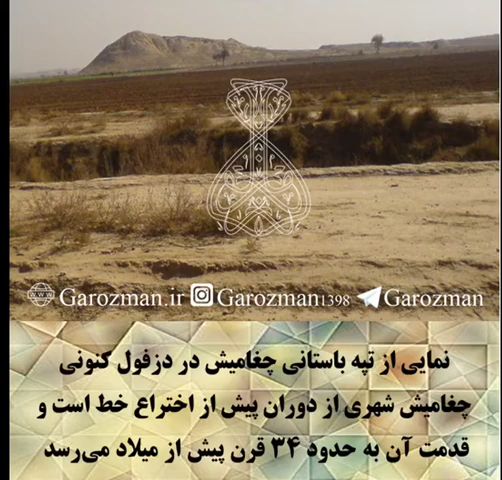 Garozman.ir Garozman1398 Garozman
نمایی از تپه باستانی چغامیش در دزفول کنونی
چغامیش شهری از دوران پیش از اختراع خط است و
قدمت آن به حدود ۳۴ قرن پیش از میلاد می‌رسد